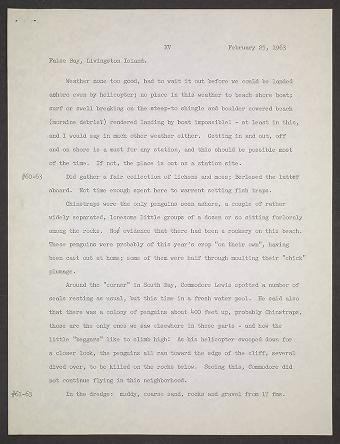 XV February 25, 1963
False Bay, Livingston Island.
Weather none too good, had to wait it out before we could be landed
ashore even by helicopter; no place in this weather to beach shore boat;
surf or swell breaking on the steep-to shingle and boulder covered beach
(moraine debris?) rendered landing by boat impossible! - at least in this,
and I would say in much other weather either. Getting in and out, off
and on shore is a must for any station, and this should be possible most
of the time. If not, the place is out as a station site.
#60-63 Did gather a fair collection of lichens and moss; Berlesed the latter
aboard. Not time enough spent here to warrant setting fish traps.
Chinstraps were the only penguins seen ashore, a couple of rather
widely separated, lonesome little groups of a dozen or so sitting forlornly
among the rocks. No evidence that there had been a rookery on this beach.
These penguins were probably of this year's crop "on their own", having
been cast out at home; some of them were half through moulting their "chick"
plumage.
Around the "corner" in South Bay, Commodore Lewis spotted a number of
seals resting as usual, but this time in a fresh water pool. He said also
that there was a colony of penguins about 400 feet up, probably Chinstraps,
those are the only ones we saw elsewhere in these parts - and how the
little "beggars" like to climb high! As his helicopter swooped down for
a closer look, the penguins all ran toward the edge of the cliff, several
dived over, to be killed on the rocks below. Seeing this, Commodore did
not continue flying in this neighborhood.
#61-63 In the dredge: muddy, coarse sand, rocks and gravel from 17 fms.